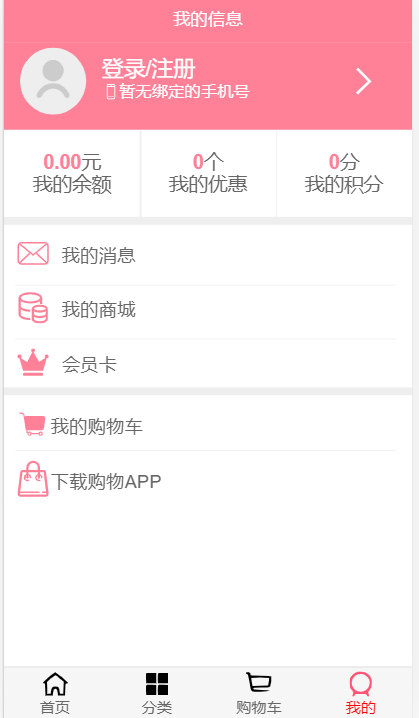 我的信息
登录/注册
暂无绑定的手机号
0.00元
我的余额
0个
我的优惠
0分
我的积分
我的消息
我的商城
会员卡
我的购物车
下载购物APP
首页
分类
购物车
我的